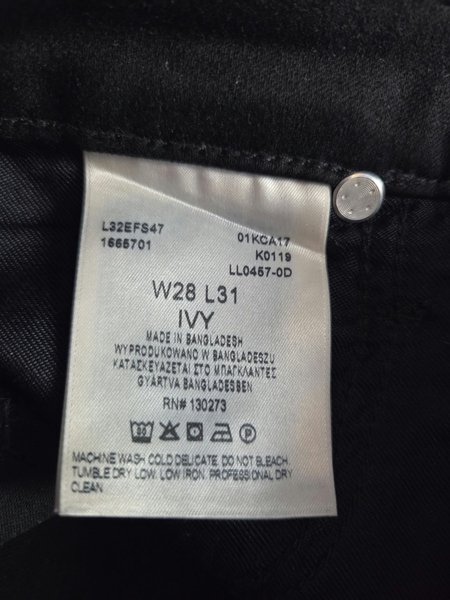 L32EFS47
1665701
01KCA17
K0119
LL0457-0D
W28 L31
IVY
MADE IN BANGLADESH
WYPRODUKOWANO W BANGLADESZU
ΚΑΤΑΣΚΕΥΑΖΕΤΑΙ ΣΤΟ ΜΠΑΓΚΛΑΝΤΕΣ
GYÁRTVA BANGLADESBEN
RN# 130273
MACHINE WASH COLD DELICATE. DO NOT BLEACH.
TUMBLE DRY LOW. LOW IRON. PROFESSIONAL DRY
CLEAN